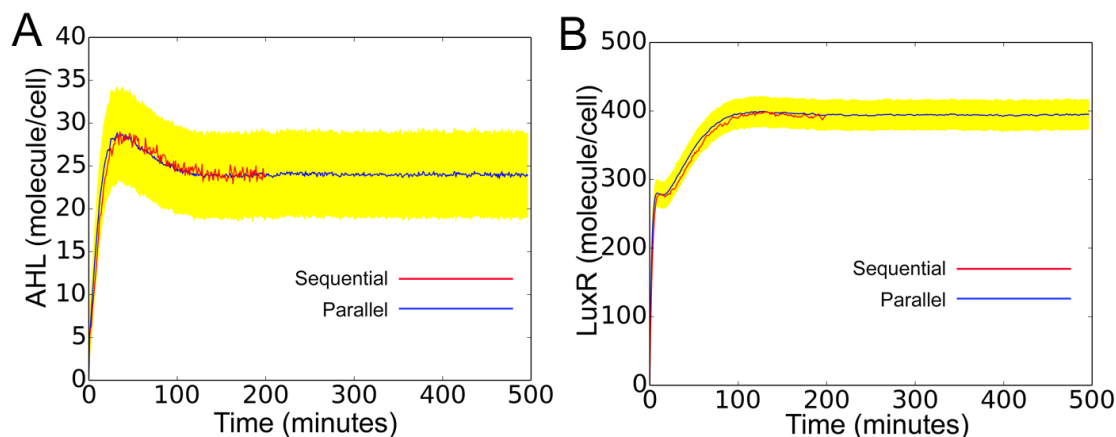 A
AHL (molecule/cell)
40
35
30
25
20
15
10
5
0
Sequential
Parallel
0 100 200 300 400 500
Time (minutes)
B
LuxR (molecule/cell)
500
400
300
200
100
0
Sequential
Parallel
0 100 200 300 400 500
Time (minutes)